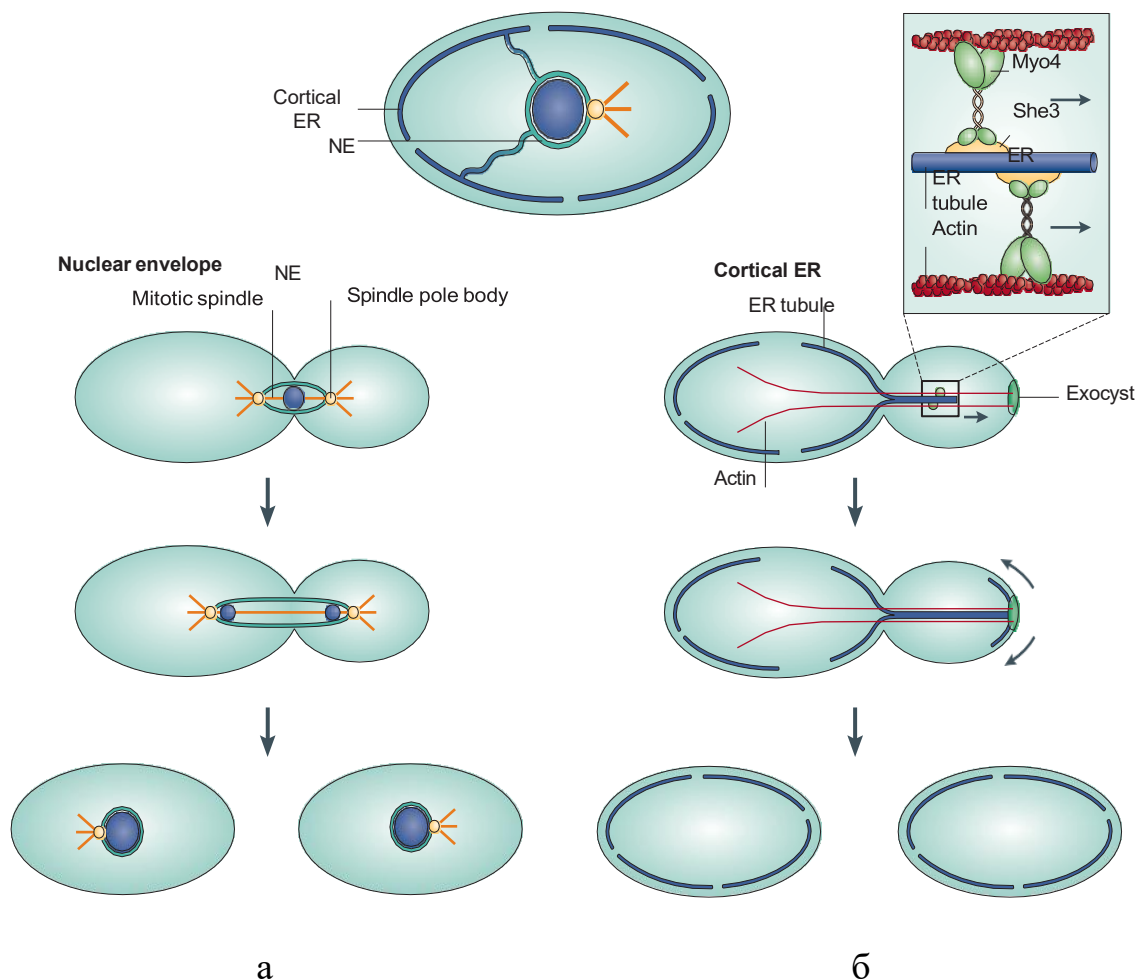 Cortical
ER
NE
Myo4
She3
ER
ER
tubule
Actin
Nuclear envelope
NE
Mitotic spindle
Spindle pole body
Cortical ER
ER tubule
Exocyst
Actin
а
б